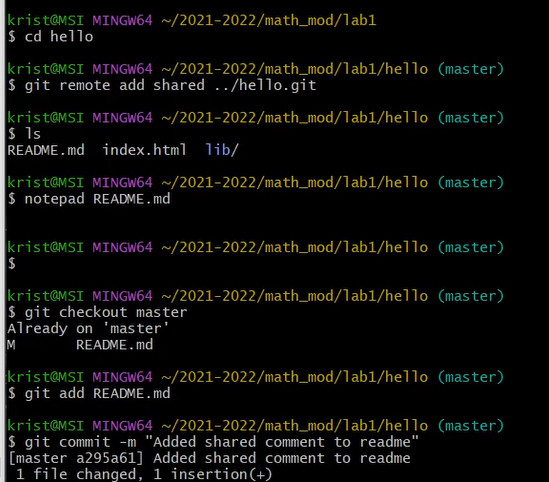 krist@MSI MINGW64 ~/2021-2022/math_mod/lab1
$ cd hello
krist@MSI MINGW64 ~/2021-2022/math_mod/lab1/hello (master)
$ git remote add shared ../hello.git
krist@MSI MINGW64 ~/2021-2022/math_mod/lab1/hello (master)
$ ls
README.md  index.html  lib/
krist@MSI MINGW64 ~/2021-2022/math_mod/lab1/hello (master)
$ notepad README.md
krist@MSI MINGW64 ~/2021-2022/math_mod/lab1/hello (master)
$
krist@MSI MINGW64 ~/2021-2022/math_mod/lab1/hello (master)
$ git checkout master
Already on 'master'
M       README.md
krist@MSI MINGW64 ~/2021-2022/math_mod/lab1/hello (master)
$ git add README.md
krist@MSI MINGW64 ~/2021-2022/math_mod/lab1/hello (master)
$ git commit -m "Added shared comment to readme"
[master a295a61] Added shared comment to readme
 1 file changed, 1 insertion(+)